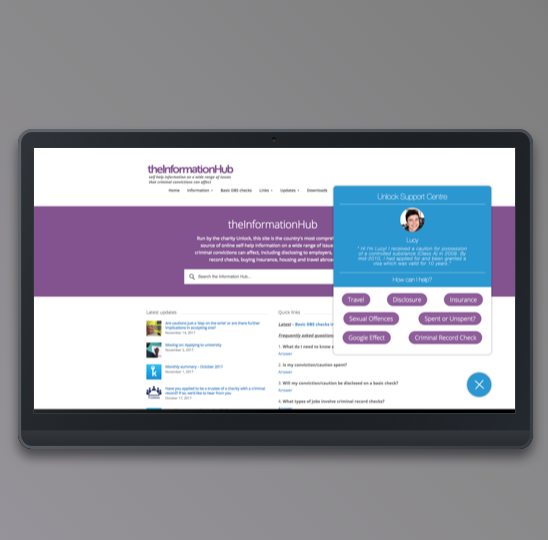 theInformationHub
self help information on a wide range of issues
that criminal convictions can affect
Home Information Basic DBS checks Links Updates Downloads
theInformationHub
Run by the charity Unlock, this site is the country's most compre
source of online self help information on a wide range of issue
criminal convictions can affect, including disclosing to employers,
record checks, buying insurance, housing and travel abroa
Search the Information Hub...
Latest updates
Are cautions just a slap on the wrist or are there further
implications in accepting one?
November 14, 2017
Moving on: Applying to university
November 3, 2017
Monthly summary – October 2017
November 1, 2017
Have you applied to be a trustee of a charity with a criminal
record? If so, we'd like to hear from you
October 17, 2017
Quick links
Latest – Basic DBS checks
Frequently asked question
1. What do I need to know
Answer
2. Is my conviction/caution spent?
Answer
3. Will my conviction/caution be disclosed on a basic check?
Answer
4. What types of jobs involve criminal record checks?
Answer
Unlock Support Centre
Lucy
" Hi I'm Lucy! I received a caution for possession
of a controlled substance (Class A) in 2009. By
mid 2010, I had applied for and been granted a
visa which was valid for 10 years "
How can I help?
Travel Disclosure Insurance
Sexual Offences Spent or Unspent?
Google Effect Criminal Record Check